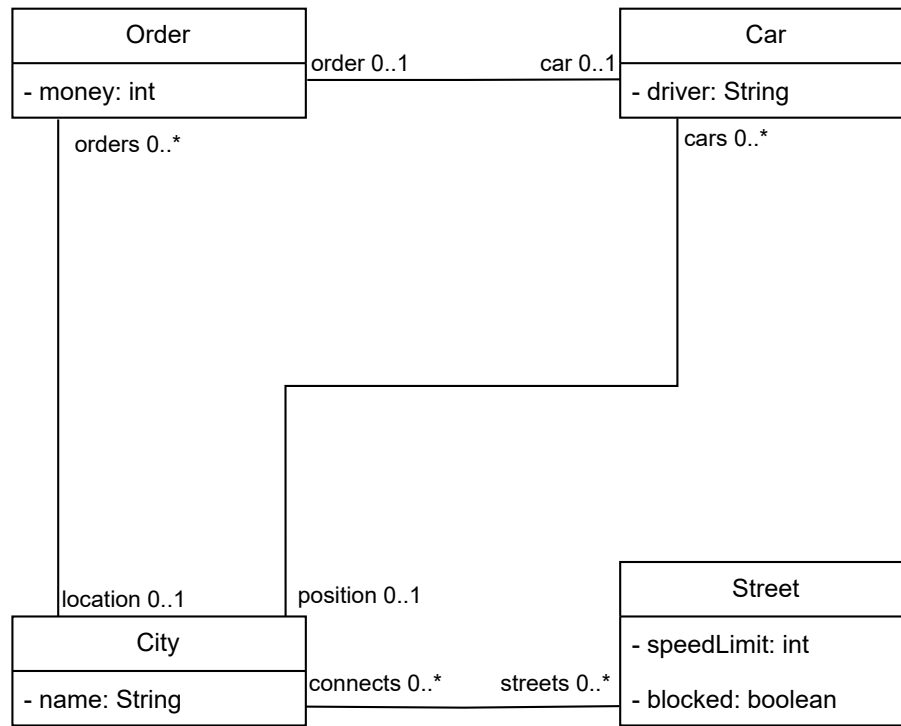 Order
Car
order 0..1
car 0..1
- money: int
- driver: String
orders 0..*
cars 0..*
location 0..1
position 0..1
Street
City
- speedLimit: int
connects 0..*
streets 0..*
- name: String
- blocked: boolean